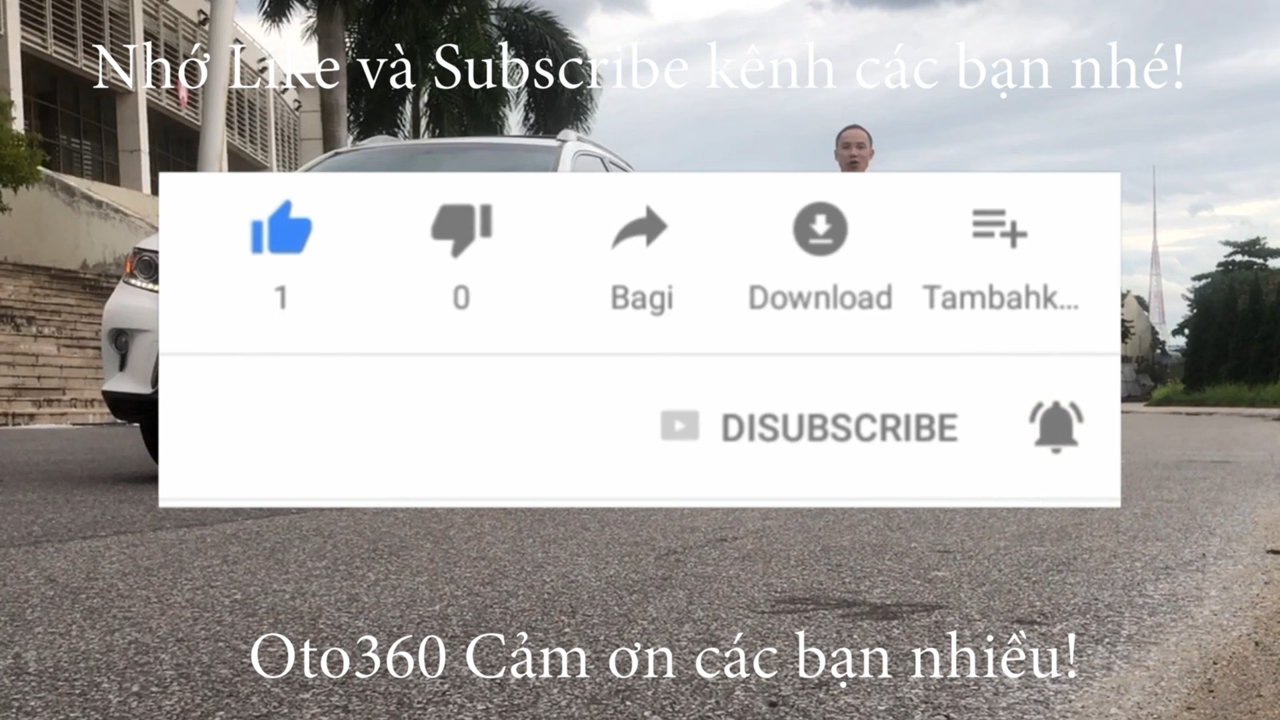 Nhớ Like và Subscribe kênh các bạn nhé!
1 0 Bagi Download Tambahk...
DISUBSCRIBE
Oto360 Cảm ơn các bạn nhiều!